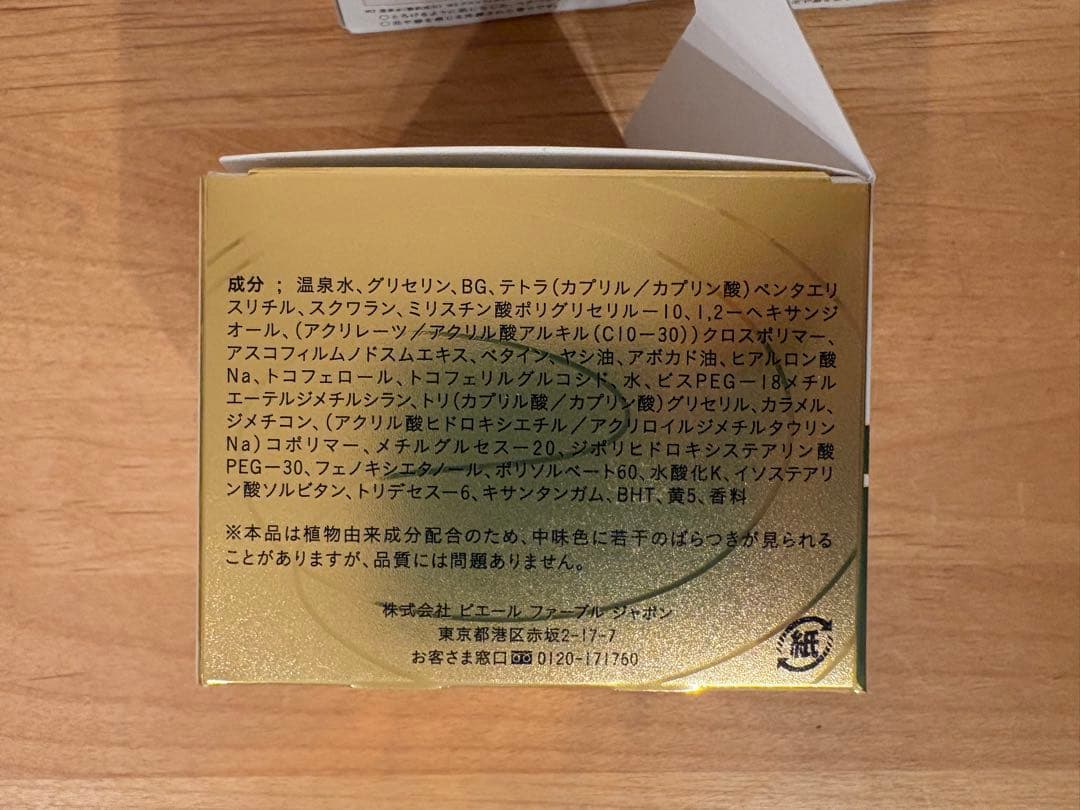 成分 ; 温泉水、グリセリン、BG、テトラ(カプリル/カプリン酸)ペンタエリ
スリチル、スクワラン、ミリスチン酸ポリグリセリルー10、1,2-ヘキサンジ
オール、(アクリレーツ/アクリル酸アルキル(C10-30))クロスポリマー、
アスコフィルムノドスムエキス、ベタイン、ヤシ油、アボカド油、ヒアルロン酸
Na、トコフェロール、トコフェリルグルコシド、水、ビスPEG-18メチル
エーテルジメチルシラン、トリ(カプリル酸/カプリン酸)グリセリル、カラメル、
ジメチコン、(アクリル酸ヒドロキシエチル/アクリロイルジメチルタウリン
Na)コポリマー、メチルグルセス-20、ジポリヒドロキシステアリン酸
PEG-30、フェノキシエタノール、ポリソルベート60、水酸化K、イソステアリ
ン酸ソルビタン、トリデセス-6、キサンタンガム、BHT、黄5、香料
※本品は植物由来成分配合のため、中味色に若干のばらつきが見られる
ことがありますが、品質には問題ありません。
株式会社 ピエール ファーブル ジャポン
東京都港区赤坂2-17-7
お客さま窓口 0120-171760
紙